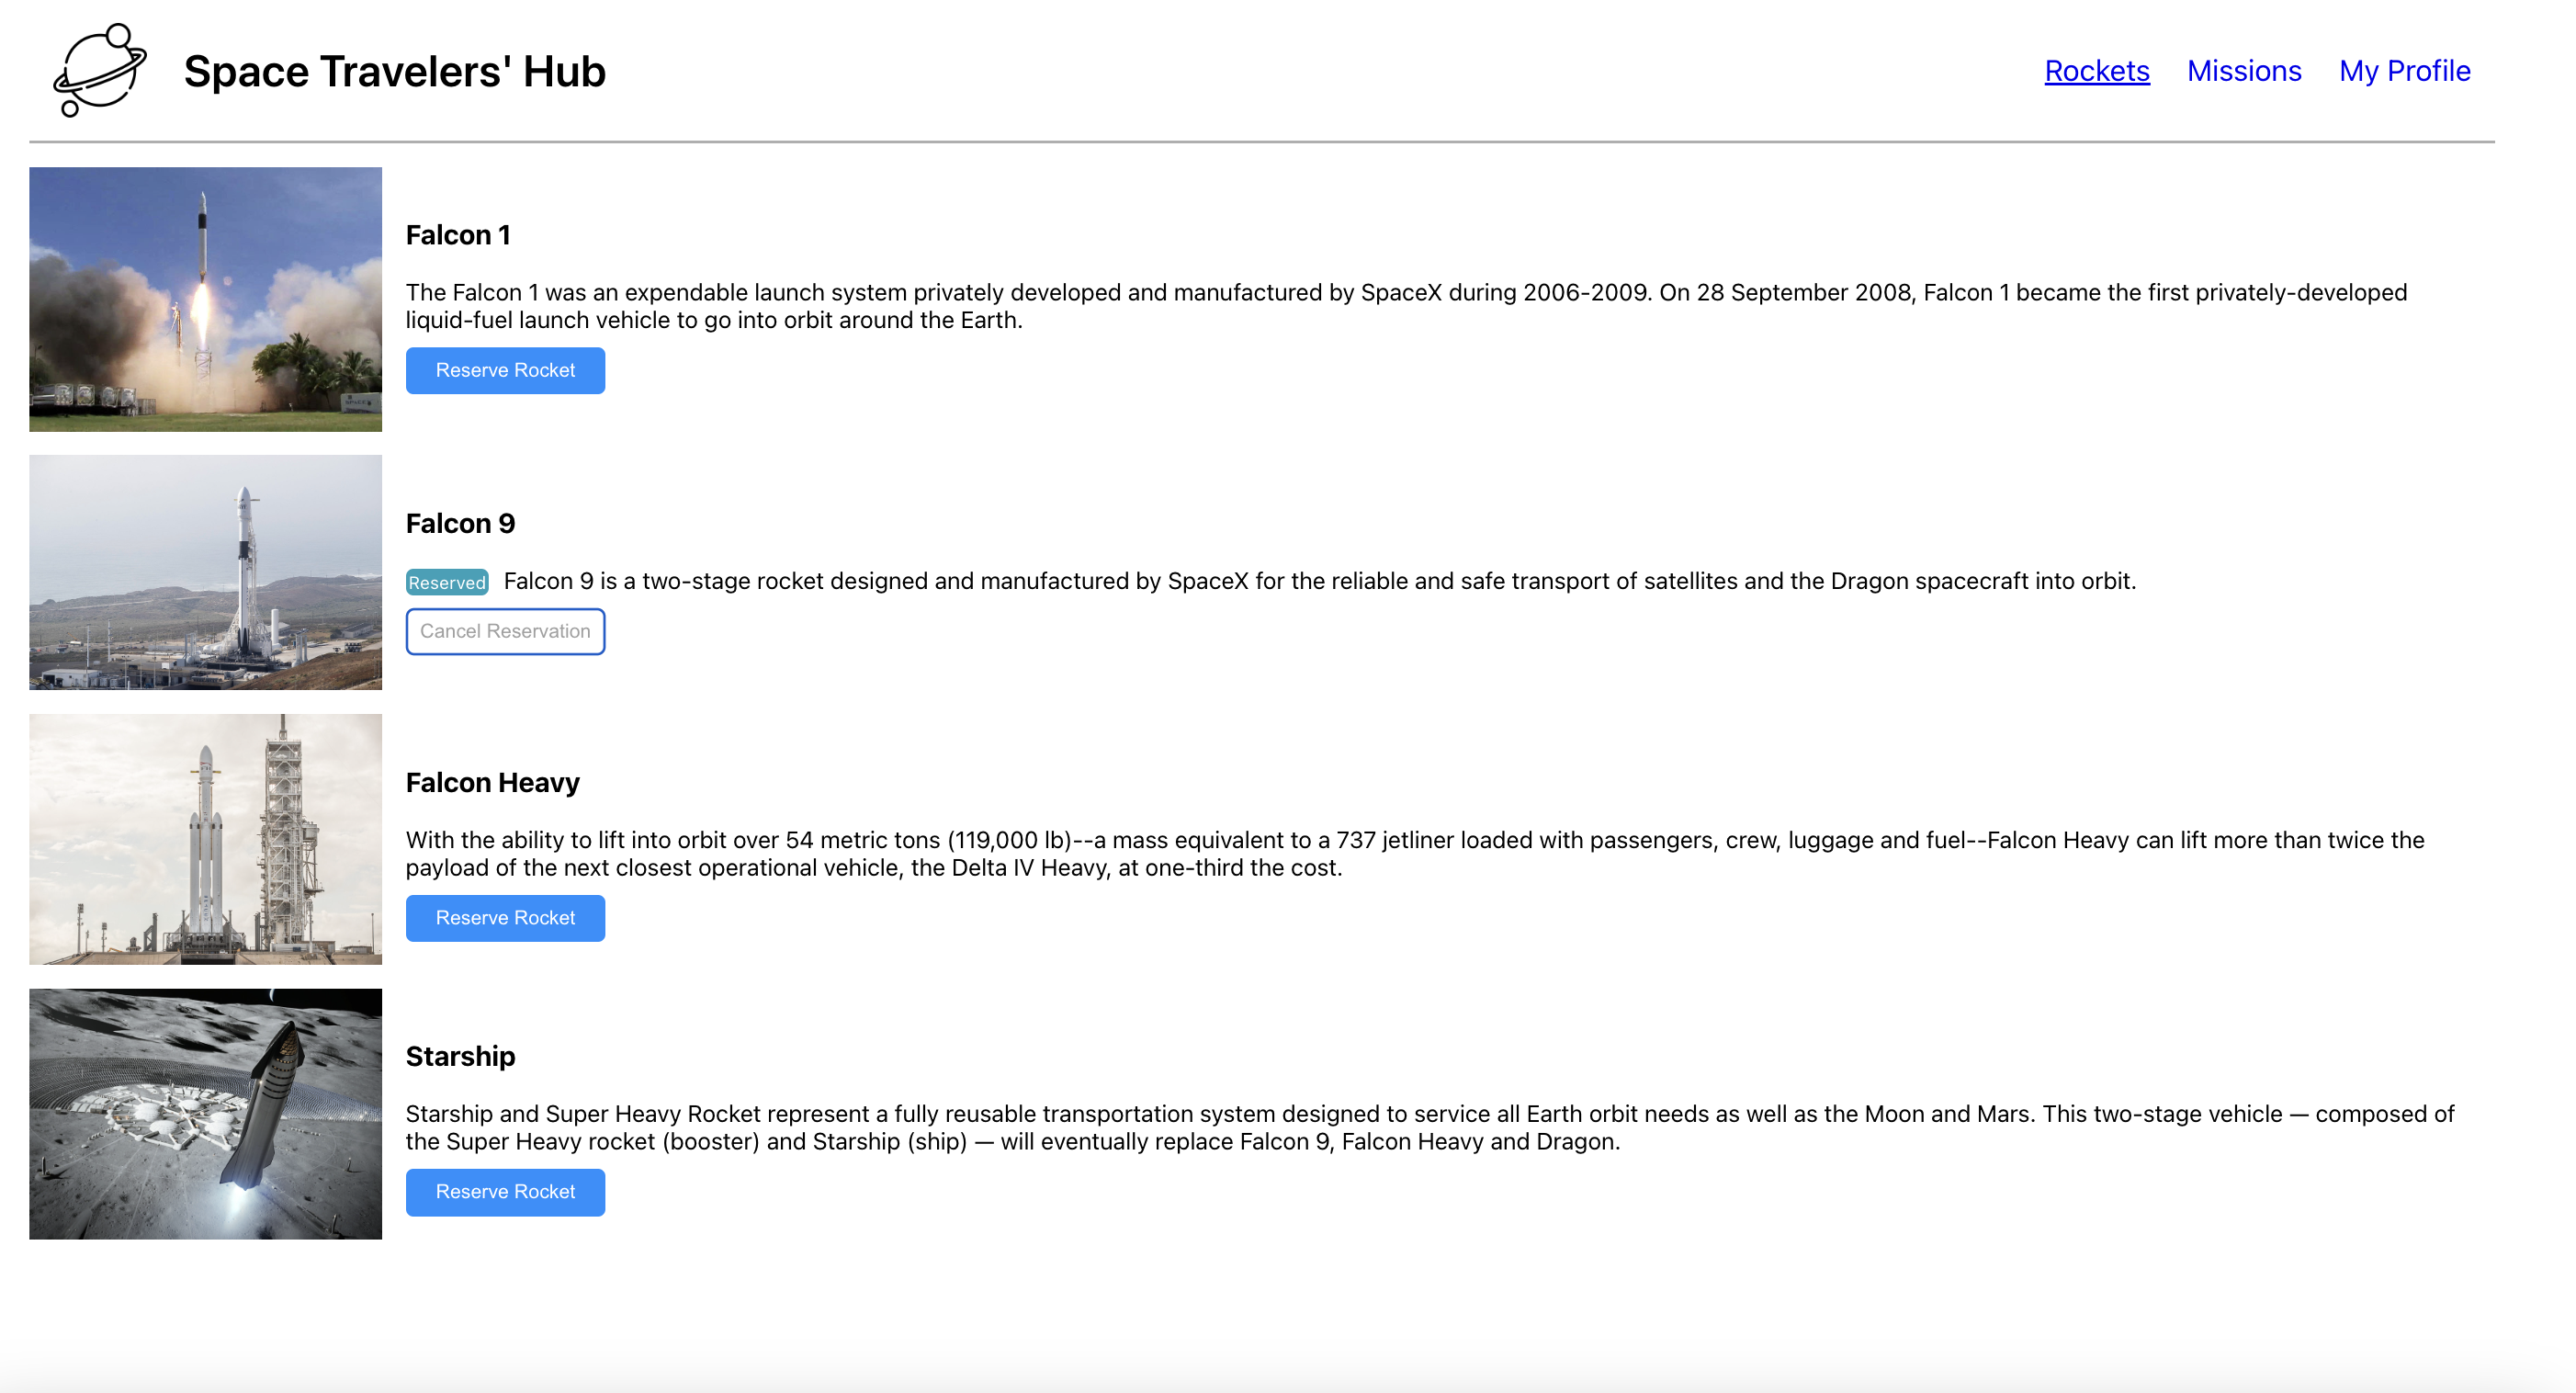 Space Travelers' Hub
Rockets Missions My Profile
Falcon 1
The Falcon 1 was an expendable launch system privately developed and manufactured by SpaceX during 2006-2009. On 28 September 2008, Falcon 1 became the first privately-developed
liquid-fuel launch vehicle to go into orbit around the Earth.
Reserve Rocket
Falcon 9
Reserved Falcon 9 is a two-stage rocket designed and manufactured by SpaceX for the reliable and safe transport of satellites and the Dragon spacecraft into orbit.
Cancel Reservation
Falcon Heavy
With the ability to lift into orbit over 54 metric tons (119,000 lb)--a mass equivalent to a 737 jetliner loaded with passengers, crew, luggage and fuel--Falcon Heavy can lift more than twice the
payload of the next closest operational vehicle, the Delta IV Heavy, at one-third the cost.
Reserve Rocket
Starship
Starship and Super Heavy Rocket represent a fully reusable transportation system designed to service all Earth orbit needs as well as the Moon and Mars. This two-stage vehicle — composed of
the Super Heavy rocket (booster) and Starship (ship) — will eventually replace Falcon 9, Falcon Heavy and Dragon.
Reserve Rocket